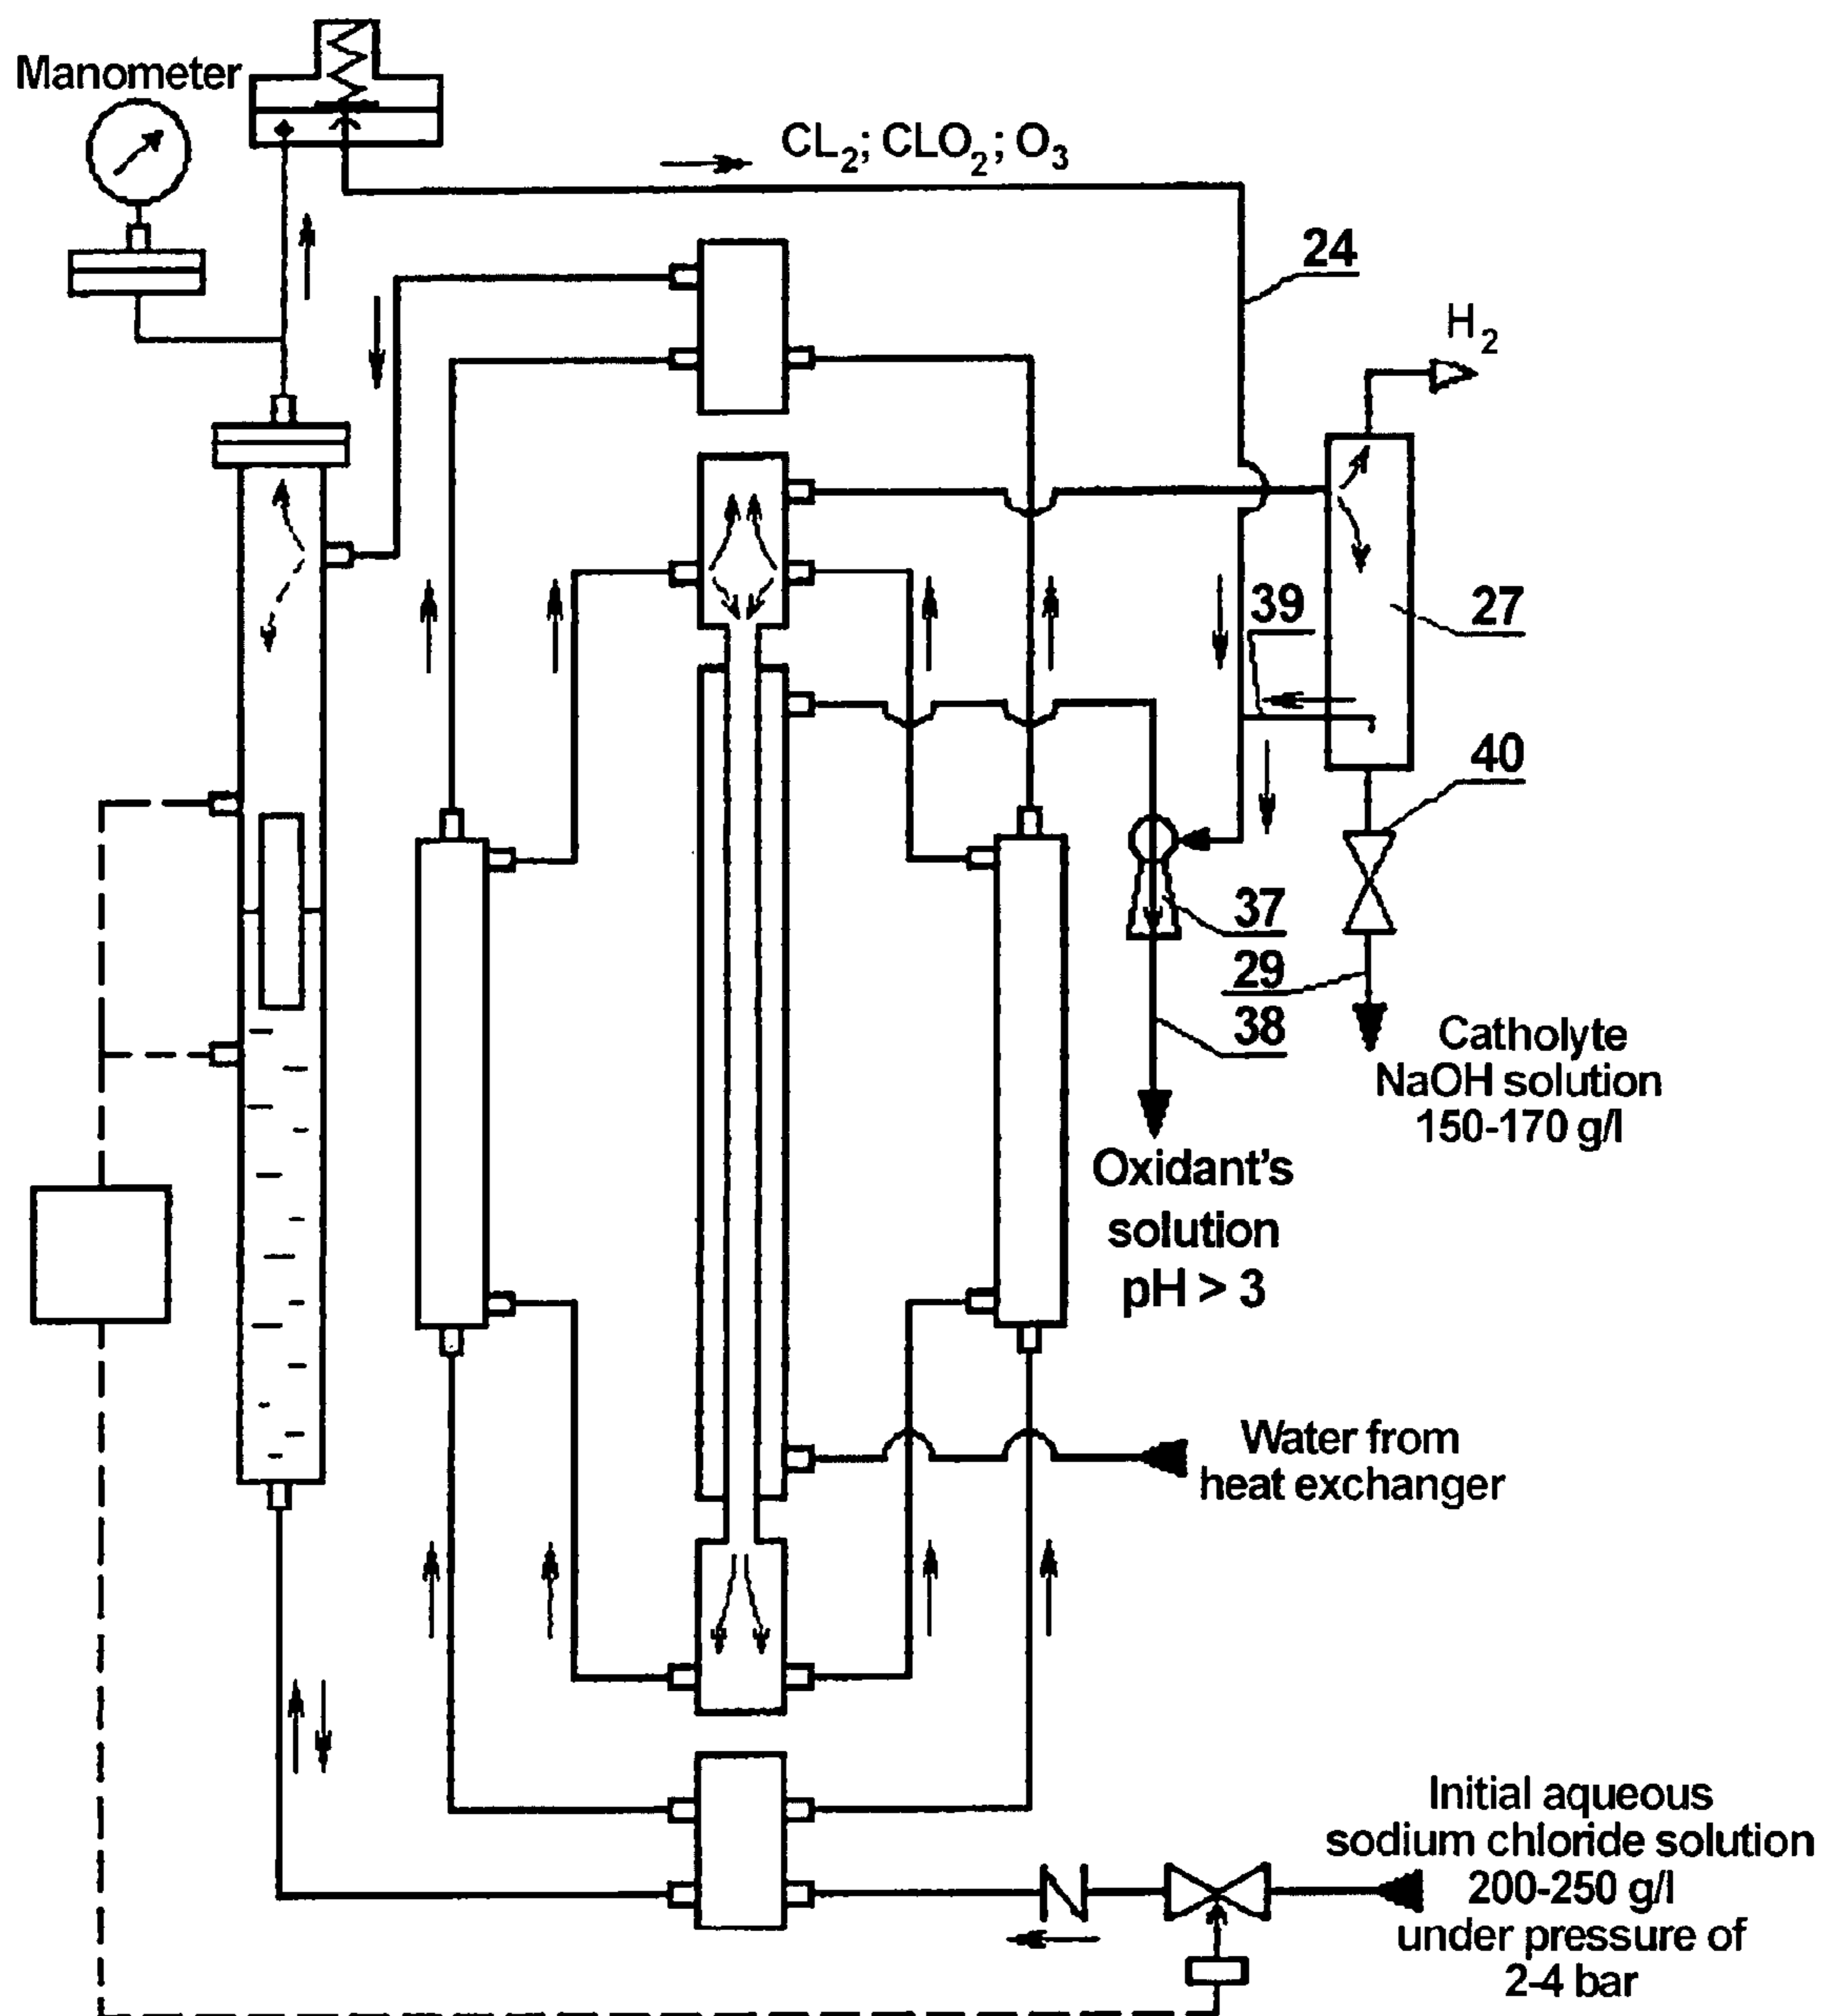 Manometer
CL2; CLO2; O3
24
H2
39
27
40
37
29
38
Catholyte
NaOH solution
150-170 g/l
Oxidant's
solution
pH > 3
Water from
heat exchanger
Initial aqueous
sodium chloride solution
200-250 g/l
under pressure of
2-4 bar